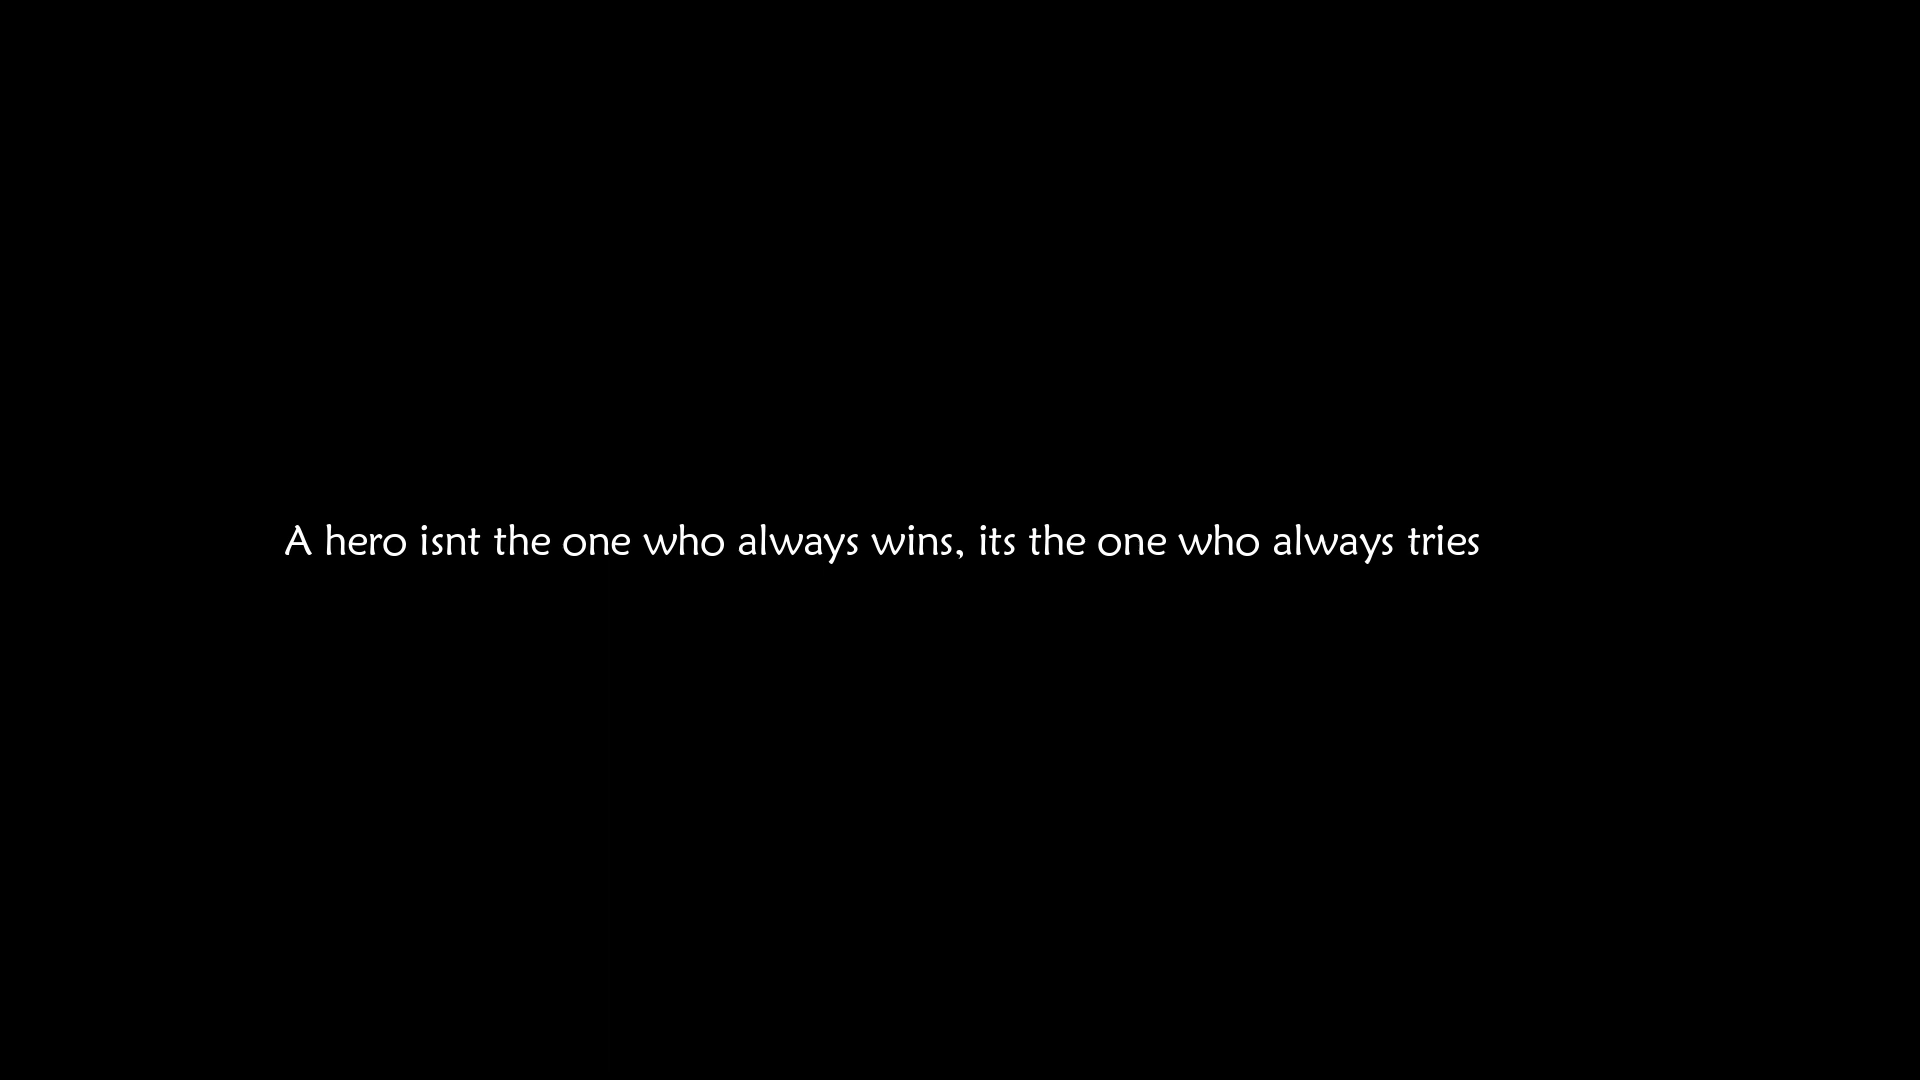 A hero isnt the one who always wins, its the one who always tries